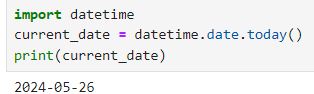 import datetime
current_date = datetime.date.today()
print(current_date)
2024-05-26